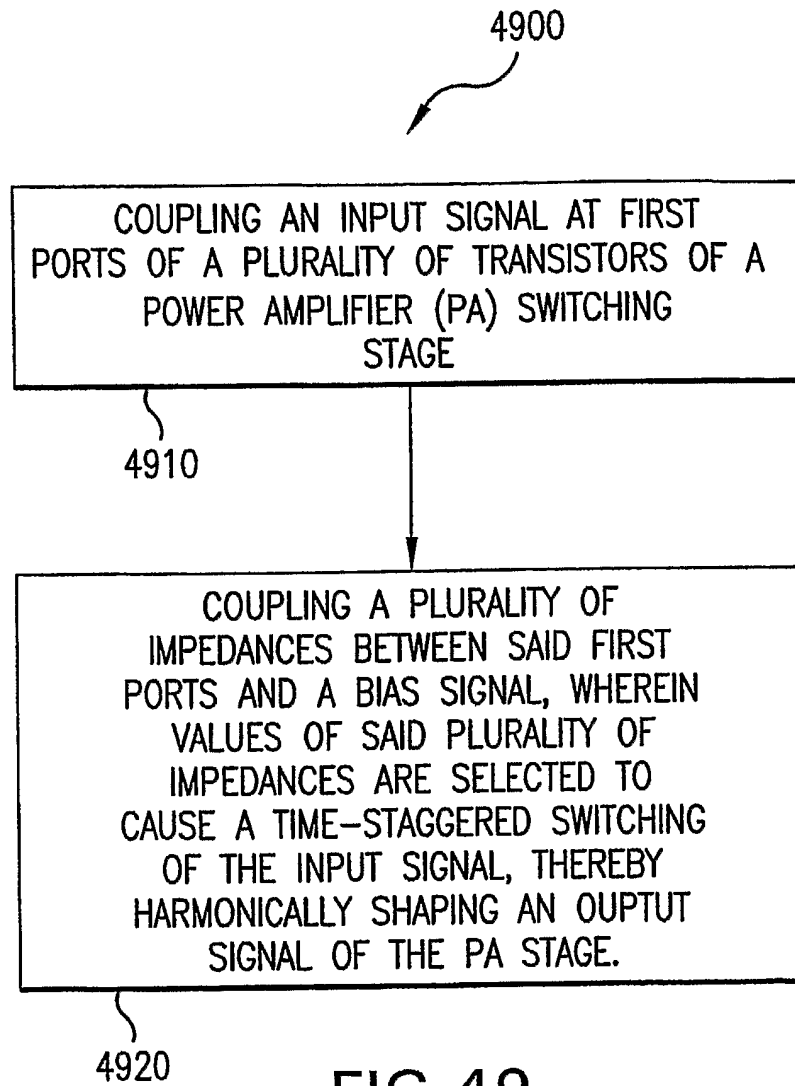 4900
COUPLING AN INPUT SIGNAL AT FIRST
PORTS OF A PLURALITY OF TRANSISTORS OF A
POWER AMPLIFIER (PA) SWITCHING
STAGE
4910
COUPLING A PLURALITY OF
IMPEDANCES BETWEEN SAID FIRST
PORTS AND A BIAS SIGNAL, WHEREIN
VALUES OF SAID PLURALITY OF
IMPEDANCES ARE SELECTED TO
CAUSE A TIME-STAGGERED SWITCHING
OF THE INPUT SIGNAL, THEREBY
HARMONICALLY SHAPING AN OUPTUT
SIGNAL OF THE PA STAGE.
4920
FIG.49